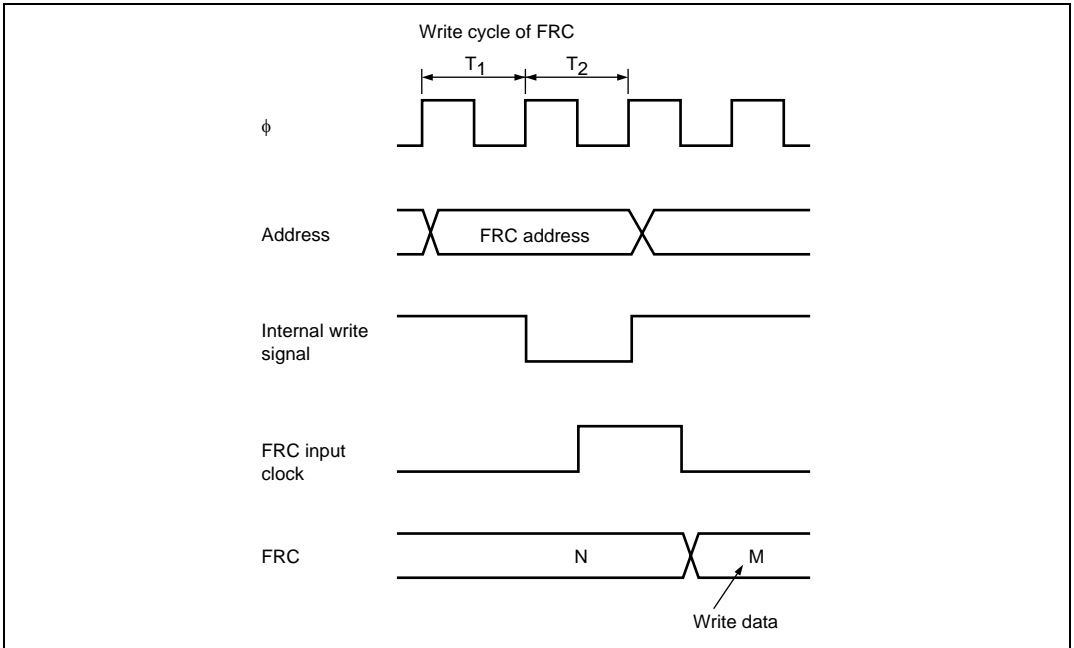 Write cycle of FRC
T1 T2
ϕ
Address
FRC address
Internal write
signal
FRC input
clock
FRC
N
M
Write data